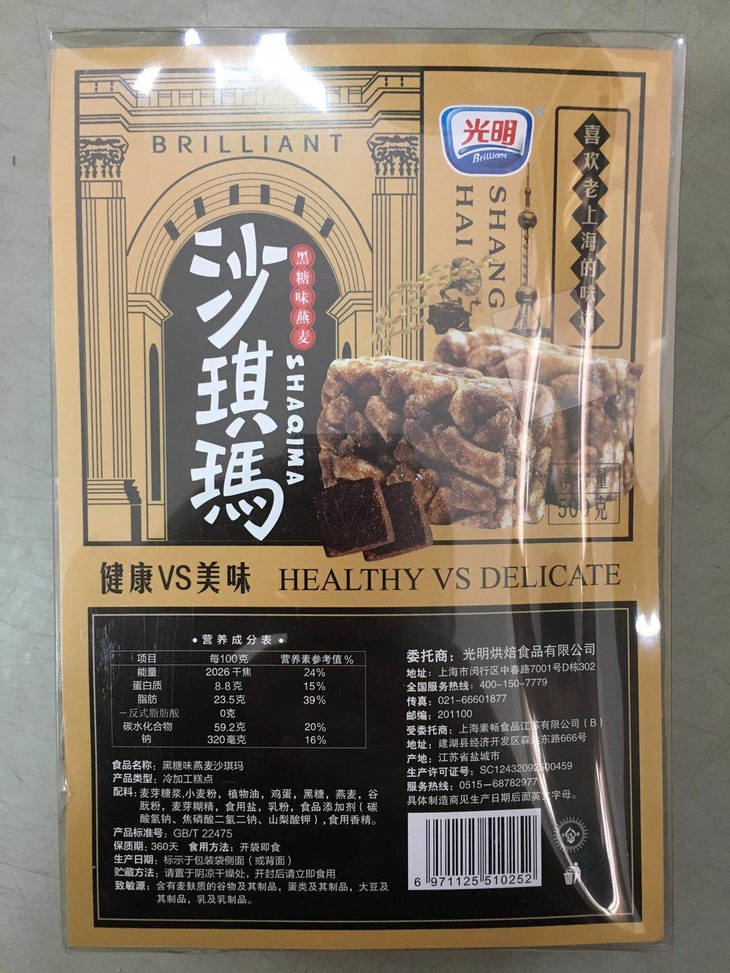 BRILLIANT
光明
Brilliant
SHANG
HAI
喜欢老上海的味道
黑糖味燕麦
沙琪玛
SHAQIMA
500克
健康VS美味 HEALTHY VS DELICATE
•营养成分表•
项目 每100克 营养素参考值%
能量 2026千焦 24%
蛋白质 8.8克 15%
脂肪 23.5克 39%
—反式脂肪酸 0克
碳水化合物 59.2克 20%
钠 320毫克 16%
食品名称：黑糖味燕麦沙琪玛
产品类型：冷加工糕点
配料：麦芽糖浆,小麦粉，植物油，鸡蛋，黑糖，燕麦，谷
朊粉，麦芽糊精，食用盐，乳粉，食品添加剂（碳
酸氢钠、焦磷酸二氢二钠、山梨酸钾）,食用香精。
产品标准号：GB/T 22475
保质期：360天 食用方法：开袋即食
生产日期：标示于包装袋侧面（或背面）
贮藏方法：请置于阴凉干燥处，开封后请立即食用
致敏源：含有麸质的谷物及其制品，蛋类及其制品，大豆及
其制品，乳及乳制品。
委托商：光明烘焙食品有限公司
地址：上海市闵行区中春路7001号D栋302
全国服务热线：400-150-7779
传真：021-66601877
邮编：201100
受委托商：上海素畅食品江苏有限公司（B）
地址：建湖县经济开发区森达东路666号
产地：江苏省盐城市
生产许可证号：SC12432092500459
服务热线：0515-68782977
具体制造商见生产日期后面英文字母。
6 971125 510252